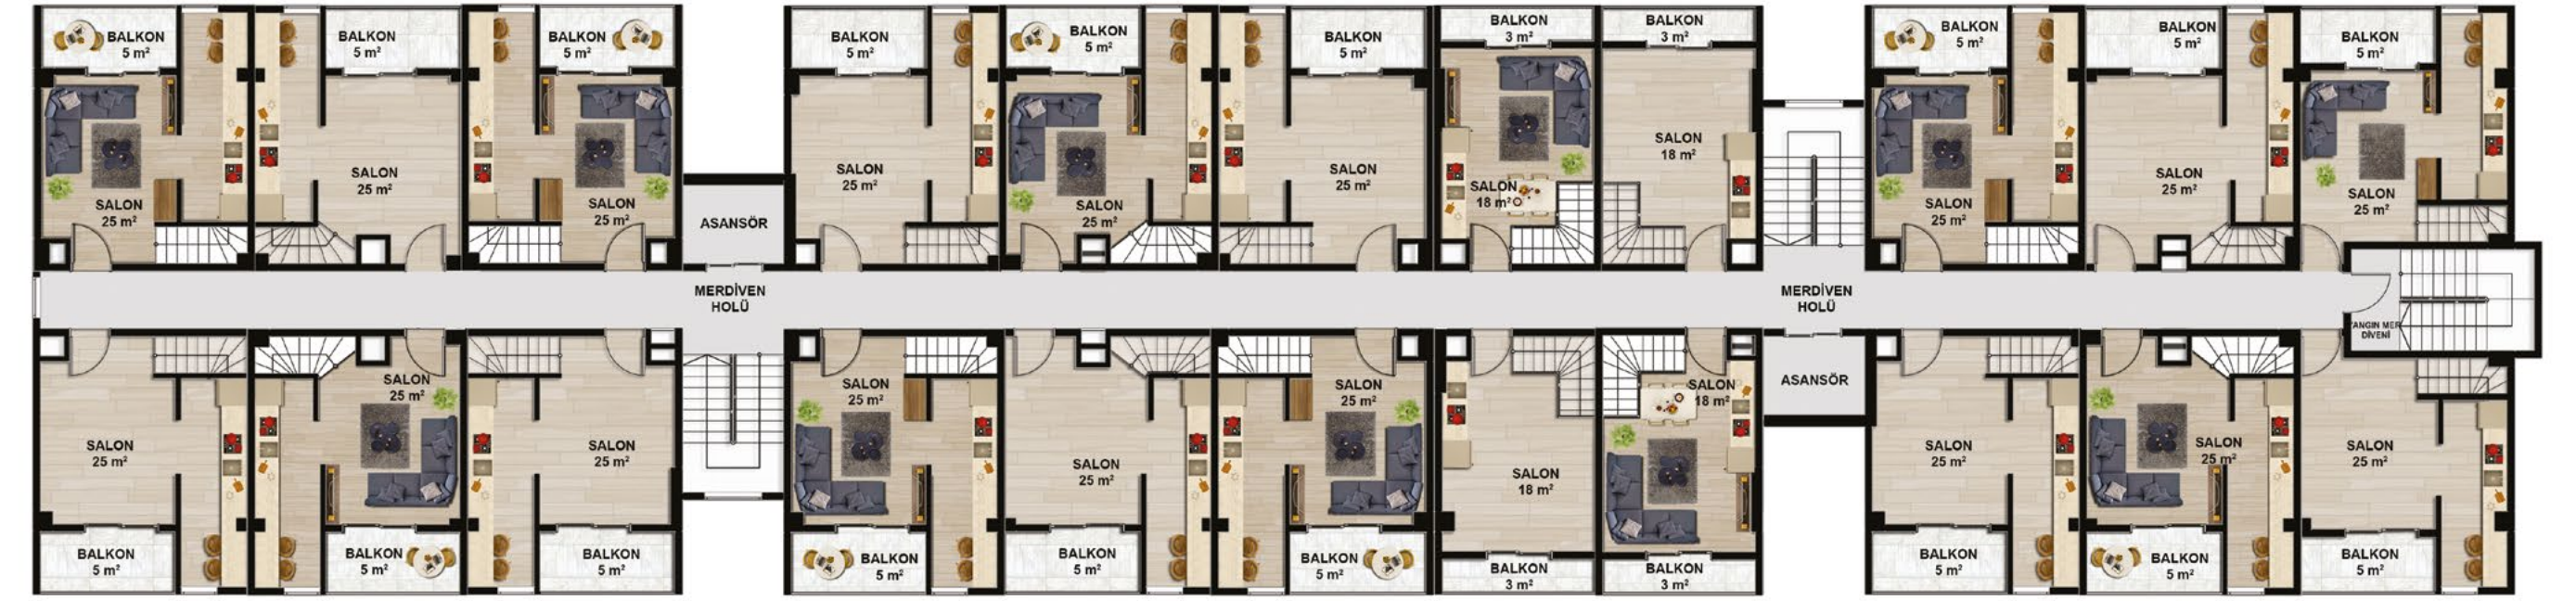 BALKON
5 m²
BALKON
5 m²
BALKON
5 m²
BALKON
5 m²
BALKON
5 m²
BALKON
5 m²
BALKON
3 m²
BALKON
3 m²
BALKON
5 m²
BALKON
5 m²
BALKON
5 m²
SALON
25 m²
SALON
25 m²
SALON
25 m²
ASANSÖR
SALON
25 m²
SALON
25 m²
SALON
25 m²
SALON
18 m²
SALON
18 m²
SALON
25 m²
SALON
25 m²
SALON
25 m²
MERDİVEN
HOLÜ
MERDİVEN
HOLÜ
YANGIN MER
DİVENİ
SALON
25 m²
SALON
25 m²
SALON
25 m²
SALON
25 m²
SALON
25 m²
SALON
25 m²
SALON
18 m²
SALON
18 m²
ASANSÖR
SALON
25 m²
SALON
25 m²
SALON
25 m²
BALKON
5 m²
BALKON
5 m²
BALKON
5 m²
BALKON
5 m²
BALKON
5 m²
BALKON
5 m²
BALKON
3 m²
BALKON
3 m²
BALKON
5 m²
BALKON
5 m²
BALKON
5 m²